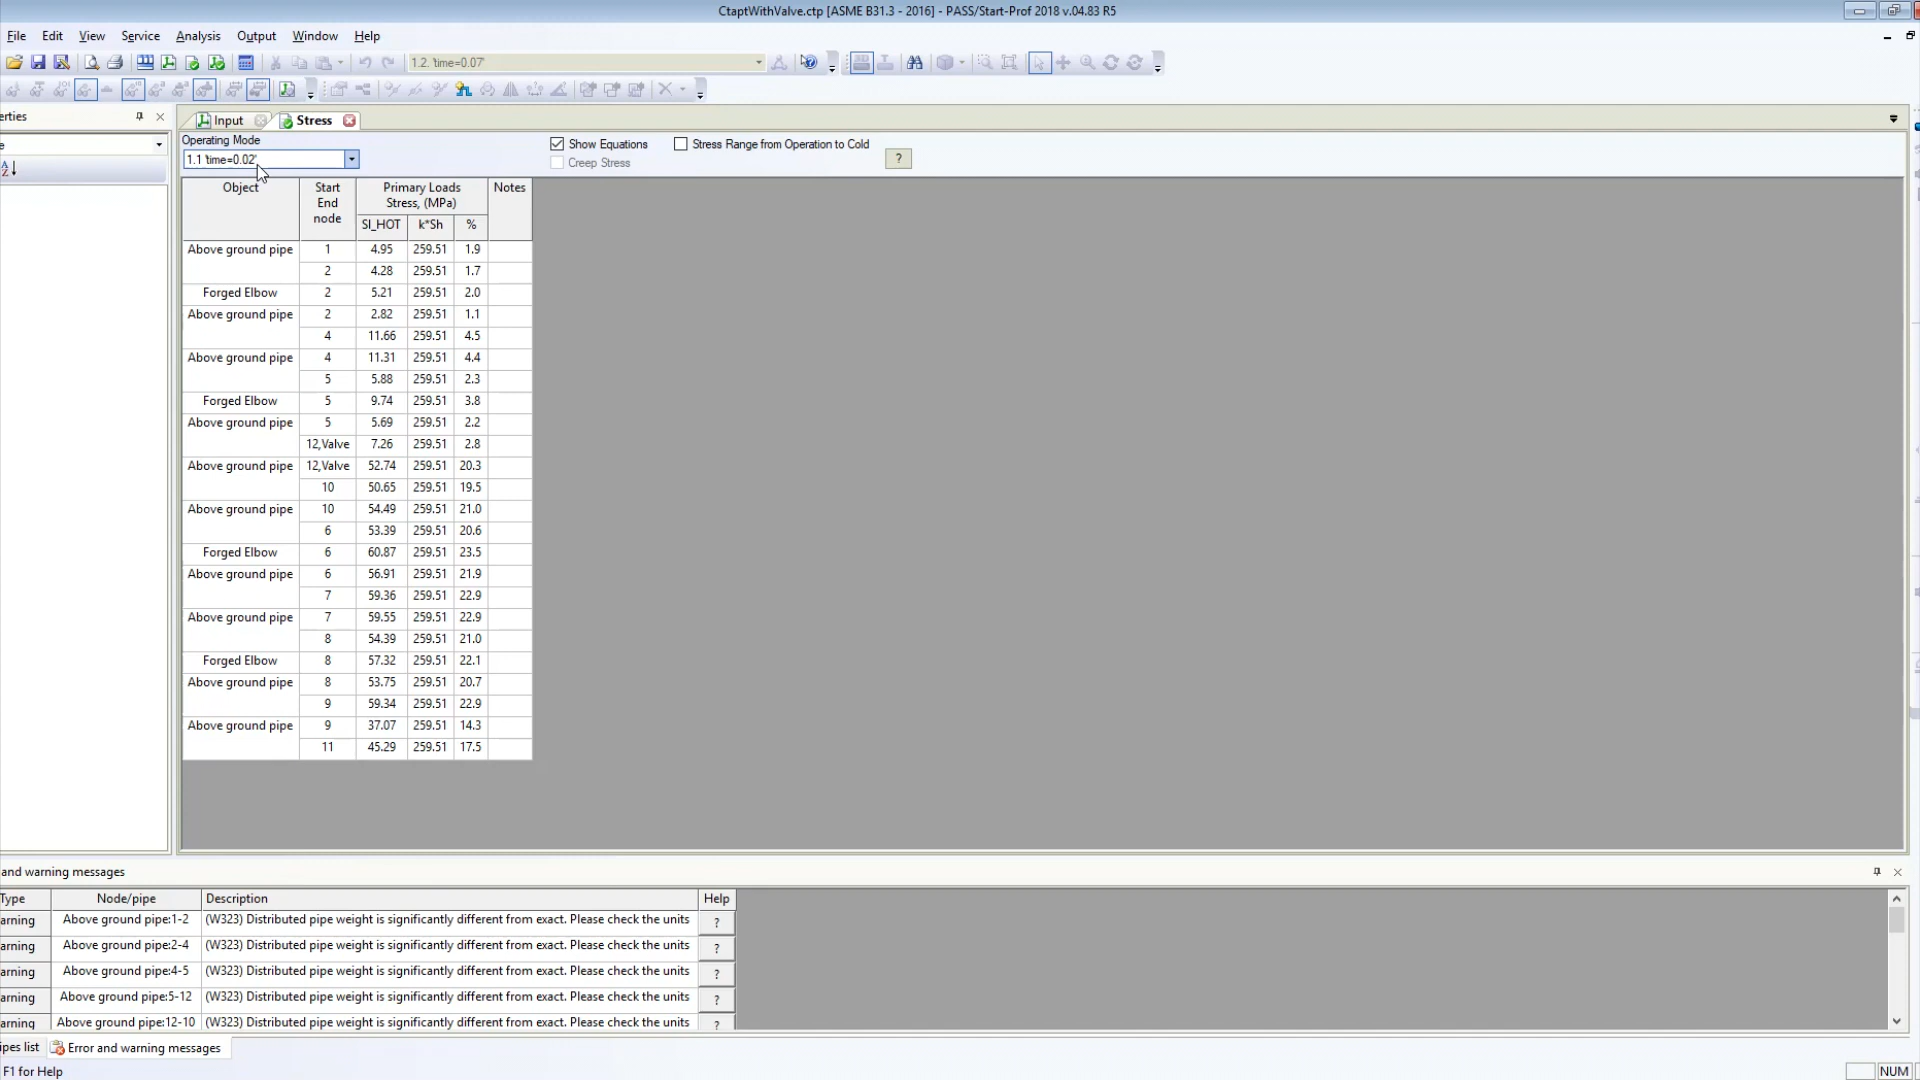 CtaptWithValve.ctp [ASME B31.3 - 2016] - PASS/Start-Prof 2018 v.04.83 R5
File Edit View Service Analysis Output Window Help
1.2. 'time=0.07'
erties
Input Stress
Operating Mode
1.1 'time=0.02'
Show Equations Stress Range from Operation to Cold
Creep Stress
?
Object Start End node Primary Loads Stress, (MPa) Notes
SI_HOT k*Sh %
Above ground pipe 1 4.95 259.51 1.9
2 4.28 259.51 1.7
Forged Elbow 2 5.21 259.51 2.0
Above ground pipe 2 2.82 259.51 1.1
4 11.66 259.51 4.5
Above ground pipe 4 11.31 259.51 4.4
5 5.88 259.51 2.3
Forged Elbow 5 9.74 259.51 3.8
Above ground pipe 5 5.69 259.51 2.2
12,Valve 7.26 259.51 2.8
Above ground pipe 12,Valve 52.74 259.51 20.3
10 50.65 259.51 19.5
Above ground pipe 10 54.49 259.51 21.0
6 53.39 259.51 20.6
Forged Elbow 6 60.87 259.51 23.5
Above ground pipe 6 56.91 259.51 21.9
7 59.36 259.51 22.9
Above ground pipe 7 59.55 259.51 22.9
8 54.39 259.51 21.0
Forged Elbow 8 57.32 259.51 22.1
Above ground pipe 8 53.75 259.51 20.7
9 59.34 259.51 22.9
Above ground pipe 9 37.07 259.51 14.3
11 45.29 259.51 17.5
and warning messages
Type Node/pipe Description Help
arning Above ground pipe:1-2 (W323) Distributed pipe weight is significantly different from exact. Please check the units ?
arning Above ground pipe:2-4 (W323) Distributed pipe weight is significantly different from exact. Please check the units ?
arning Above ground pipe:4-5 (W323) Distributed pipe weight is significantly different from exact. Please check the units ?
arning Above ground pipe:5-12 (W323) Distributed pipe weight is significantly different from exact. Please check the units ?
arning Above ground pipe:12-10 (W323) Distributed pipe weight is significantly different from exact. Please check the units ?
ipes list Error and warning messages
F1 for Help NUM